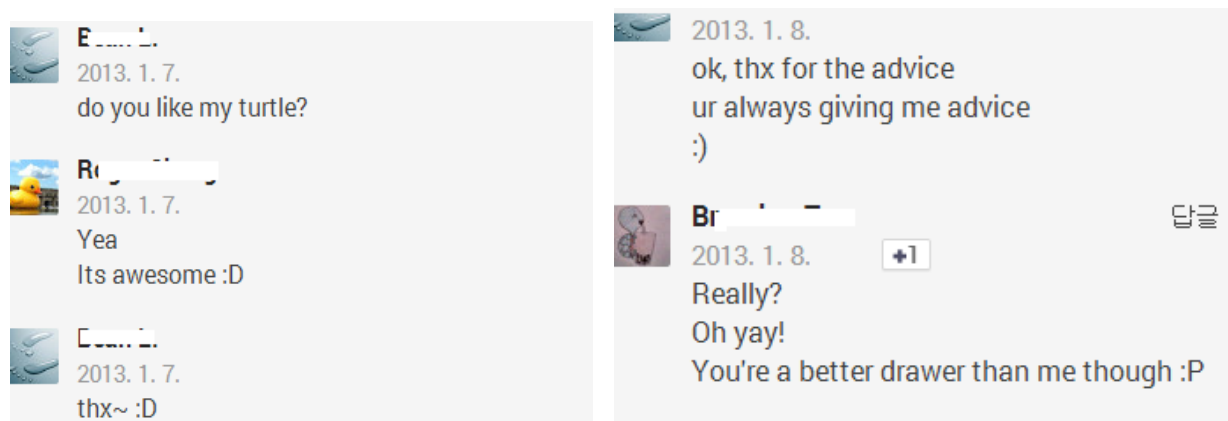 2013. 1. 7.
do you like my turtle?
2013. 1. 7.
Yea
Its awesome :D
2013. 1. 7.
thx~ :D
2013. 1. 8.
ok, thx for the advice
ur always giving me advice
:)
Br
답글
2013. 1. 8.
+1
Really?
Oh yay!
You're a better drawer than me though :P